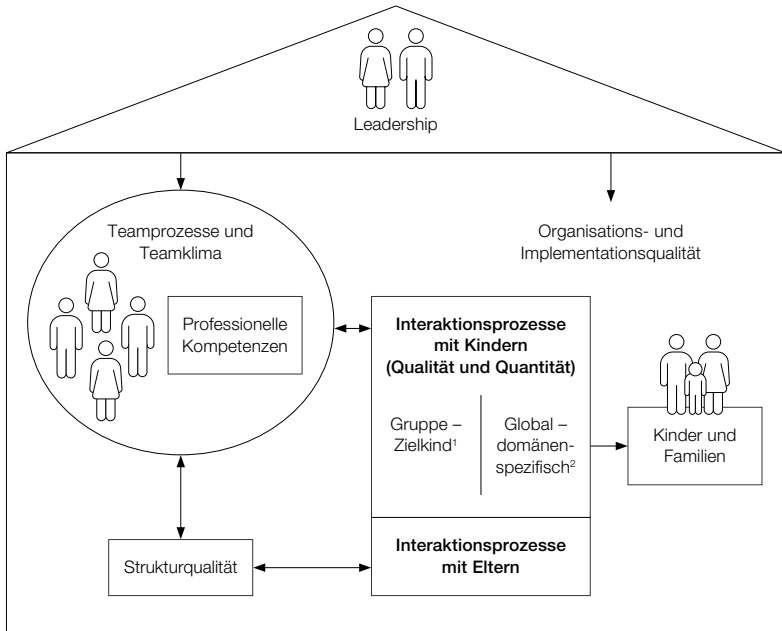 Leadership
Teamprozesse und
Teamklima
Organisations- und
Implementationsqualität
Professionelle
Kompetenzen
Interaktionsprozesse
mit Kindern
(Qualität und Quantität)
Gruppe –
Zielkind¹
Global –
domänen-
spezifisch²
Kinder und
Familien
Strukturqualität
Interaktionsprozesse
mit Eltern